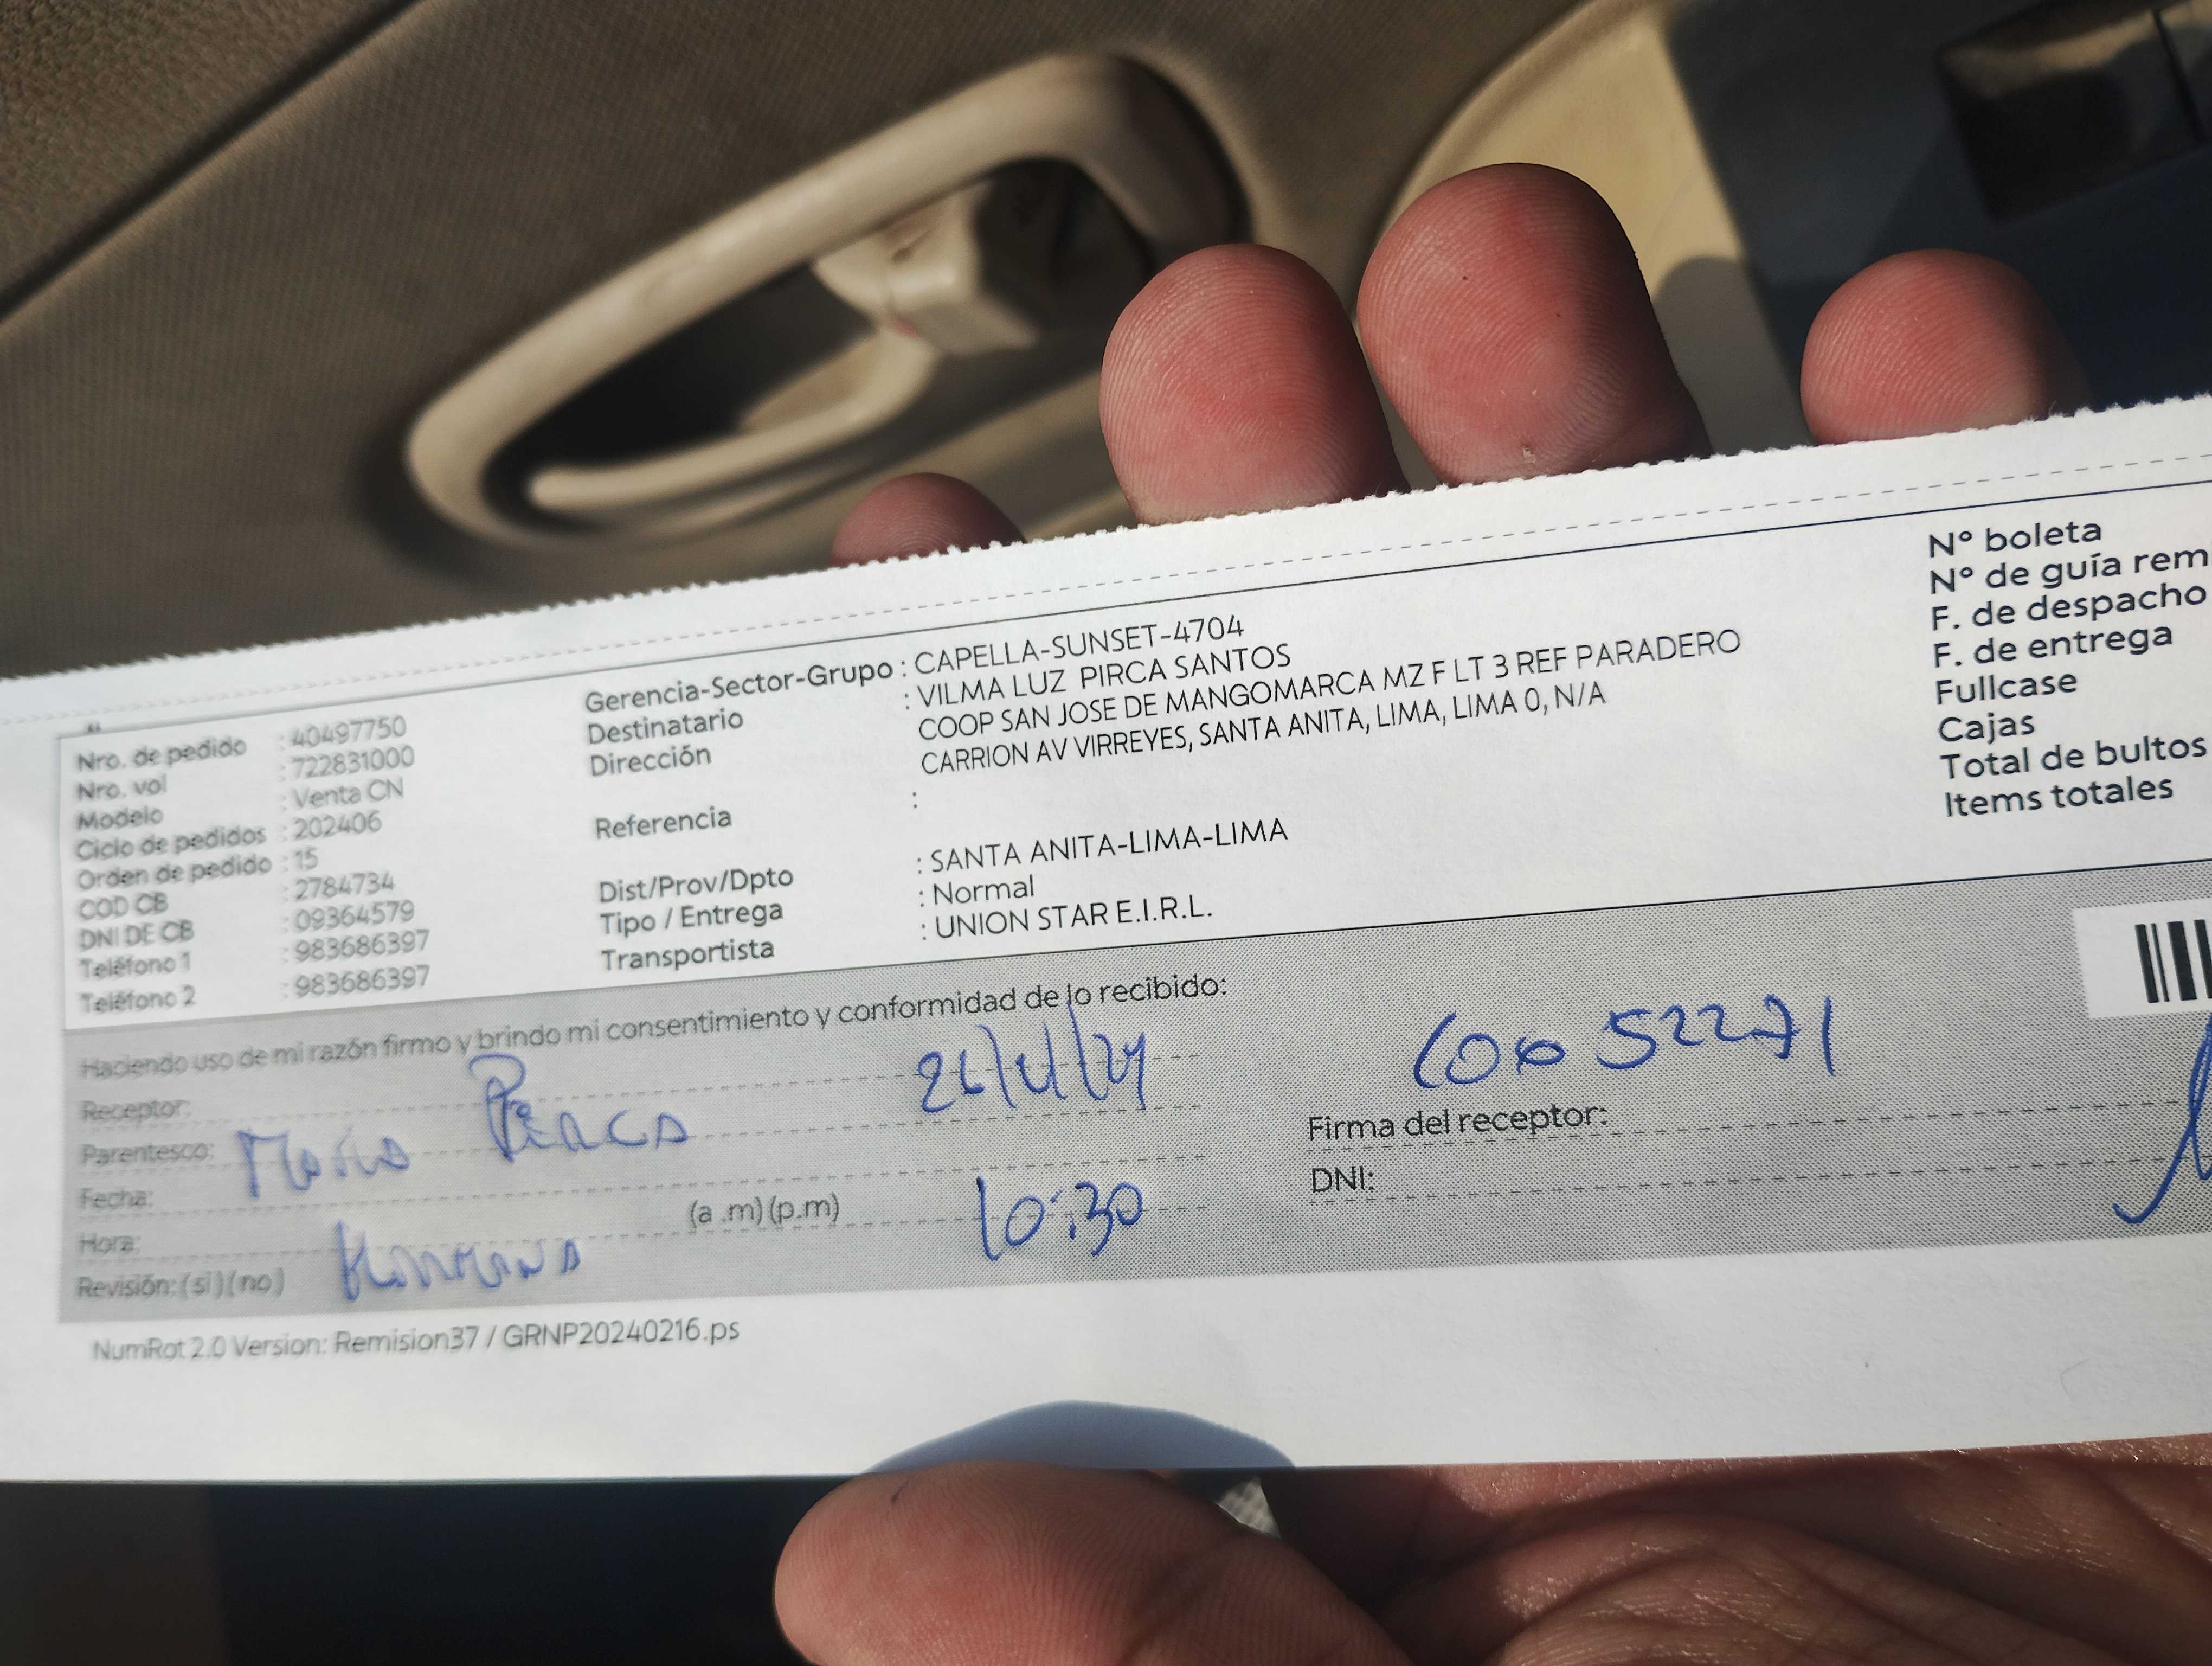 Nro. de pedido : 40497750
Nro. vol : 722831000
Modelo : Venta CN
Ciclo de pedidos : 202406
Orden de pedido : 15
COD CB : 2784734
DNI DE CB : 09364579
Teléfono 1 : 983686397
Teléfono 2 : 983686397
Gerencia-Sector-Grupo : CAPELLA-SUNSET-4704
Destinatario : VILMA LUZ PIRCA SANTOS
Dirección COOP SAN JOSE DE MANGOMARCA MZ F LT 3 REF PARADERO
CARRION AV VIRREYES, SANTA ANITA, LIMA, LIMA 0, N/A
Referencia :
Dist/Prov/Dpto : SANTA ANITA-LIMA-LIMA
Tipo / Entrega : Normal
Transportista : UNION STAR E.I.R.L.
N° boleta
N° de guía rem
F. de despacho
F. de entrega
Fullcase
Cajas
Total de bultos
Items totales
Haciendo uso de mi razón firmo y brindo mi consentimiento y conformidad de lo recibido:
Receptor:
Parentesco:
Fecha:
Hora: (a .m)(p.m) 10:30
Revisión:(si)(no)
Firma del receptor:
DNI:
NumRot 2.0 Version: Remision37 / GRNP20240216.ps